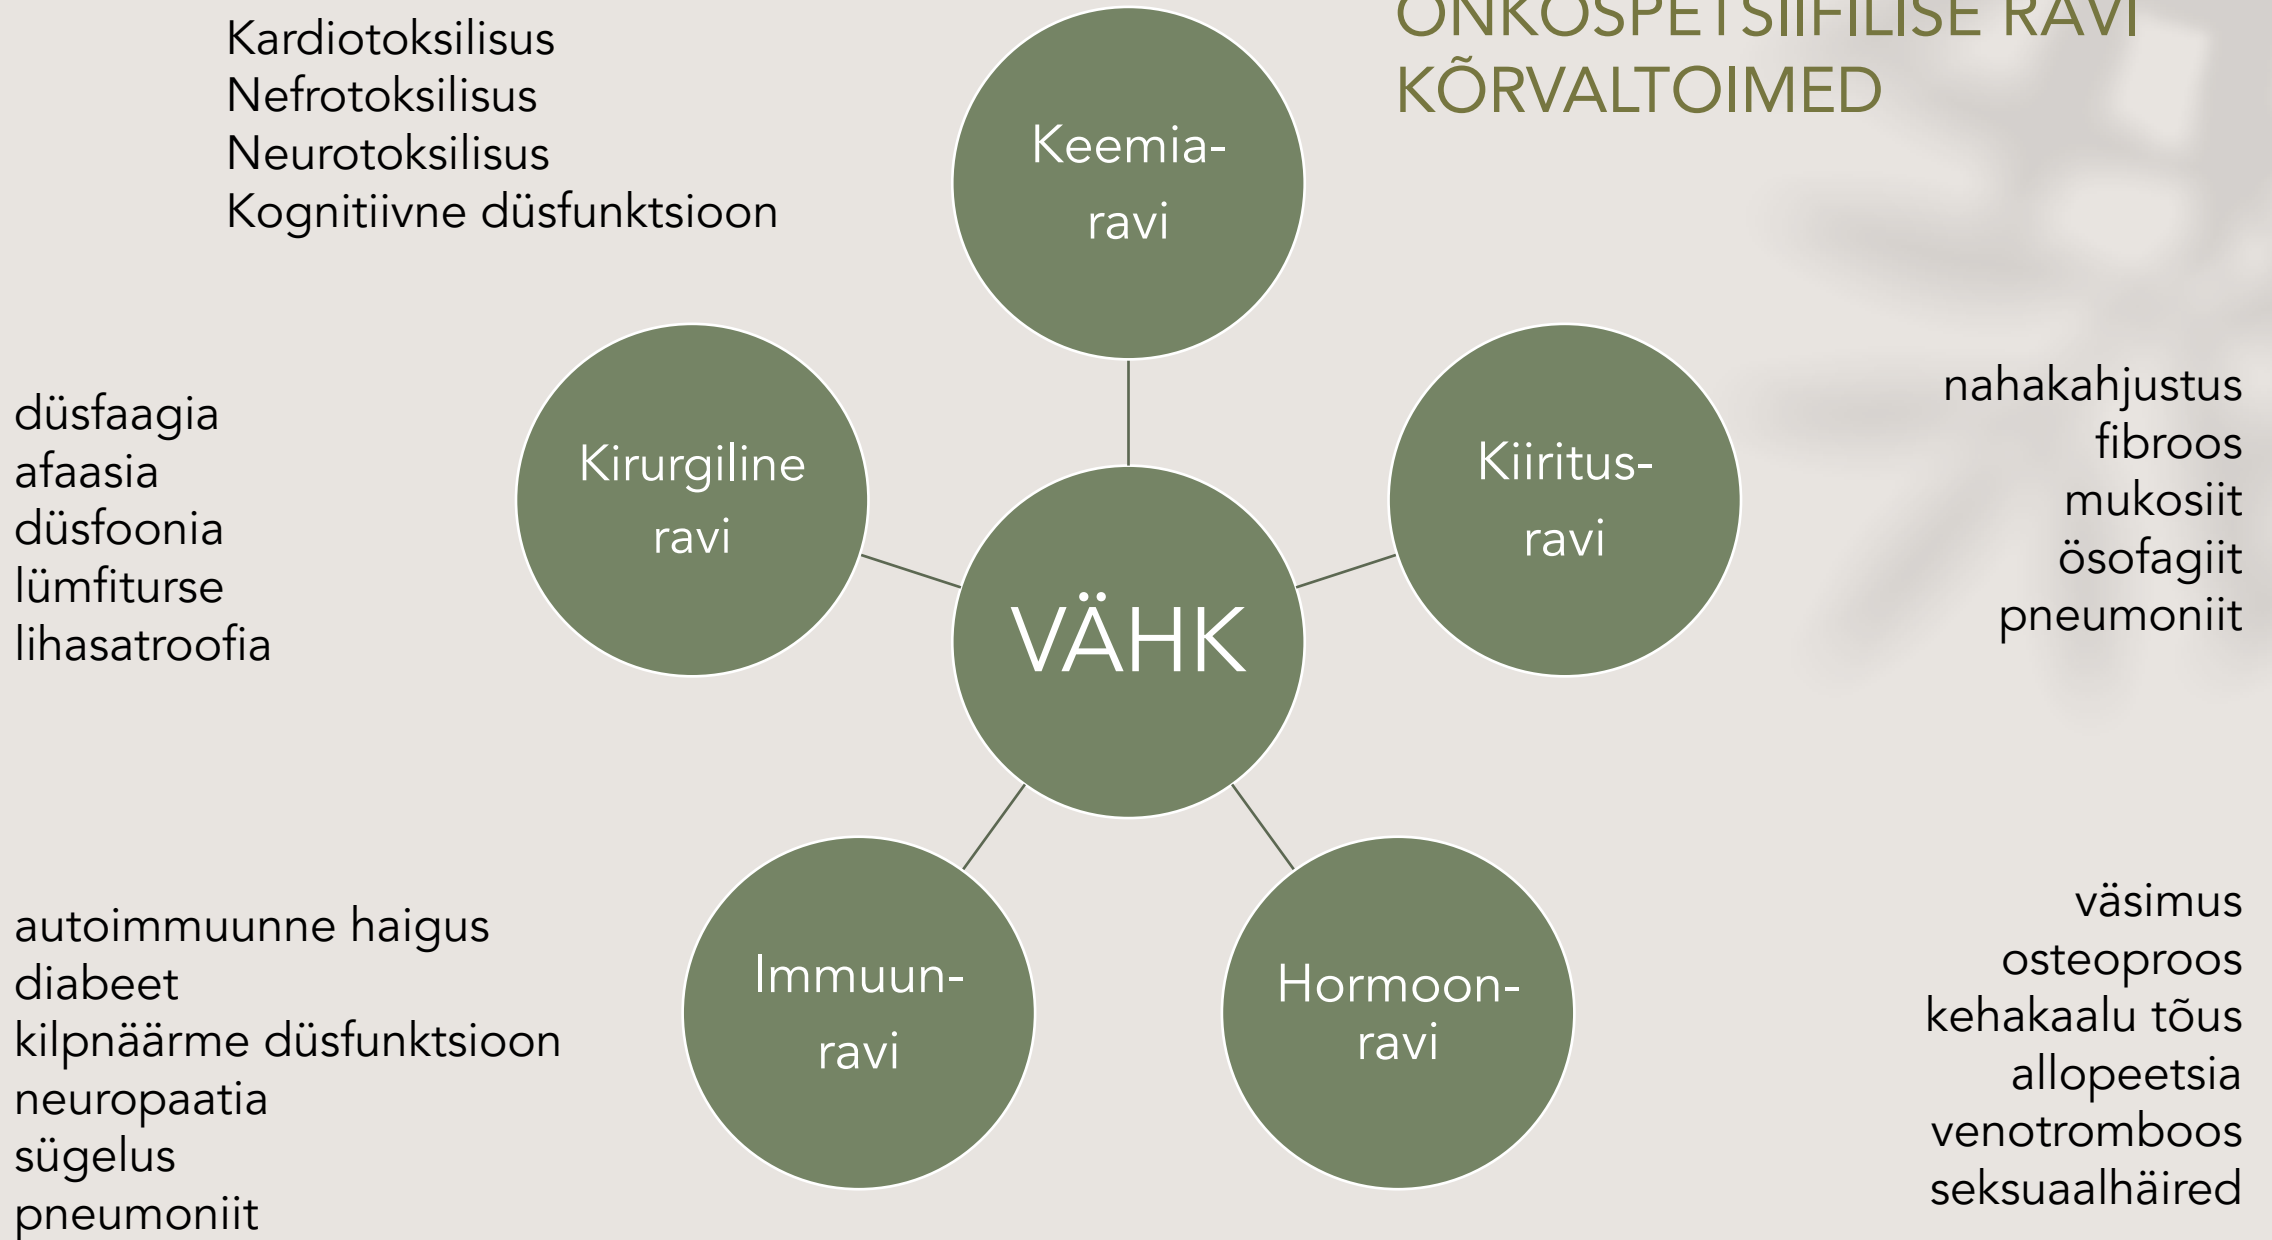 ONKOSPETSIIFILISE RAVI
KÕRVALTOIMED
Kardiotoksilisus
Nefrotoksilisus
Neurotoksilisus
Kognitiivne düsfunktsioon
Keemia-
ravi
düsfaagia
afaasia
düsfoonia
lümfiturse
lihasatroofia
Kirurgiline
ravi
VÄHK
Kiiritus-
ravi
nahakahjustus
fibroos
mukosiit
ösofagiit
pneumoniit
autoimmuunne haigus
diabeet
kilpnäärme düsfunktsioon
neuropaatia
sügelus
pneumoniit
Immuun-
ravi
Hormoon-
ravi
väsimus
osteoproos
kehakaalu tõus
allopeetsia
venotromboos
seksuaalhäired